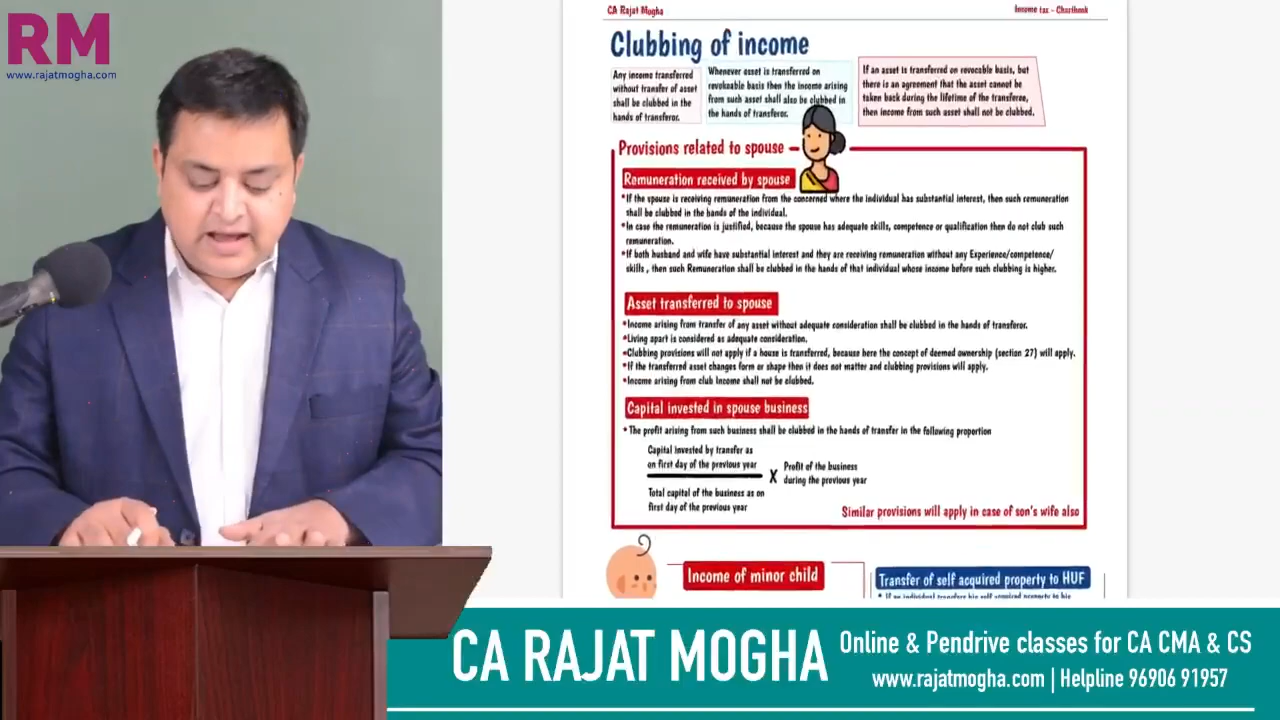 RM
www.rajatmogha.com
CA Rajat Mogha
Income tax - Chartbook
Clubbing of income
Any income transferred
without transfer of asset
shall be clubbed in the
hands of transferor.
Whenever asset is transferred on
revokeable basis then the income arising
from such asset shall also be clubbed in
the hands of transferor.
If an asset is transferred on revocable basis, but
there is an agreement that the asset cannot be
taken back during the lifetime of the transferee,
then income from such asset shall not be clubbed.
Provisions related to spouse
Remuneration received by spouse
•If the spouse is receiving remuneration from the concerned where the individual has substantial interest, then such remuneration
shall be clubbed in the hands of the individual.
•In case the remuneration is justified, because the spouse has adequate skills, competence or qualification then do not club such
remuneration.
•If both husband and wife have substantial interest and they are receiving remuneration without any Experience/competence/
skills , then such Remuneration shall be clubbed in the hands of that individual whose income before such clubbing is higher.
Asset transferred to spouse
•Income arising from transfer of any asset without adequate consideration shall be clubbed in the hands of transferor.
•Living apart is considered as adequate consideration.
•Clubbing provisions will not apply if a house is transferred, because here the concept of deemed ownership (section 27) will apply.
•If the transferred asset changes form or shape then it does not matter and clubbing provisions will apply.
•Income arising from club Income shall not be clubbed.
Capital invested in spouse business
• The profit arising from such business shall be clubbed in the hands of transfer in the following proportion
Capital invested by transfer as
on first day of the previous year
X
Profit of the business
during the previous year
Total capital of the business as on
first day of the previous year
Similar provisions will apply in case of son's wife also
Income of minor child
Transfer of self acquired property to HUF
• If an individual transfers his self acquired property to his
CA RAJAT MOGHA
Online & Pendrive classes for CA CMA & CS
www.rajatmogha.com | Helpline 96906 91957